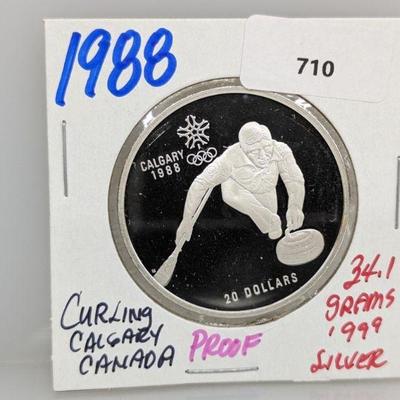 1988
710
CALGARY
1988
20 DOLLARS
CURLING
CALGARY
CANADA
PROOF
34.1
GRAMS
.999
SILVER